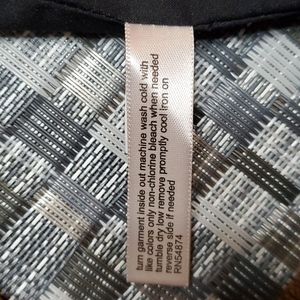 turn garment inside out machine wash cold with
like colors only non-chlorine bleach when needed
tumble dry low remove promptly cool iron on
reverse side if needed
RN54874